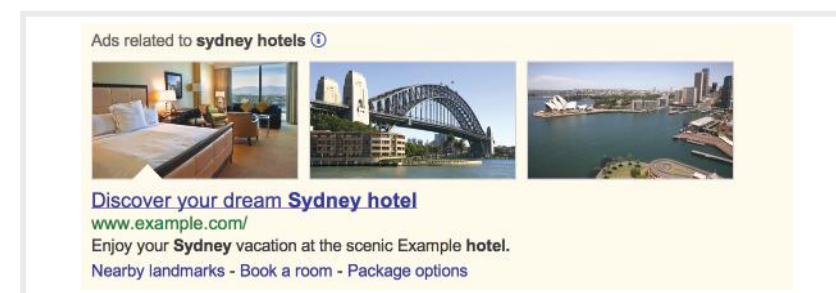 Ads related to sydney hotels
Discover your dream Sydney hotel
www.example.com/
Enjoy your Sydney vacation at the scenic Example hotel.
Nearby landmarks - Book a room - Package options